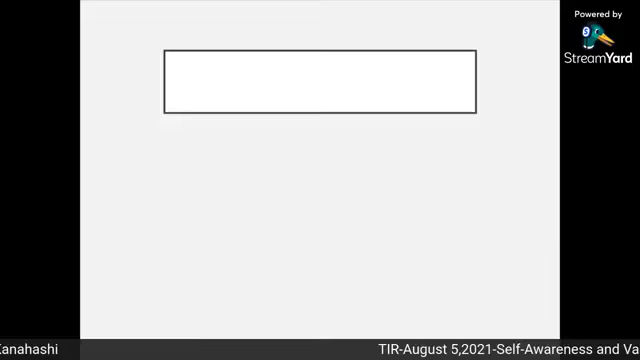 Powered by
StreamYard
Kanahashi
TIR-August 5,2021-Self-Awareness and Va